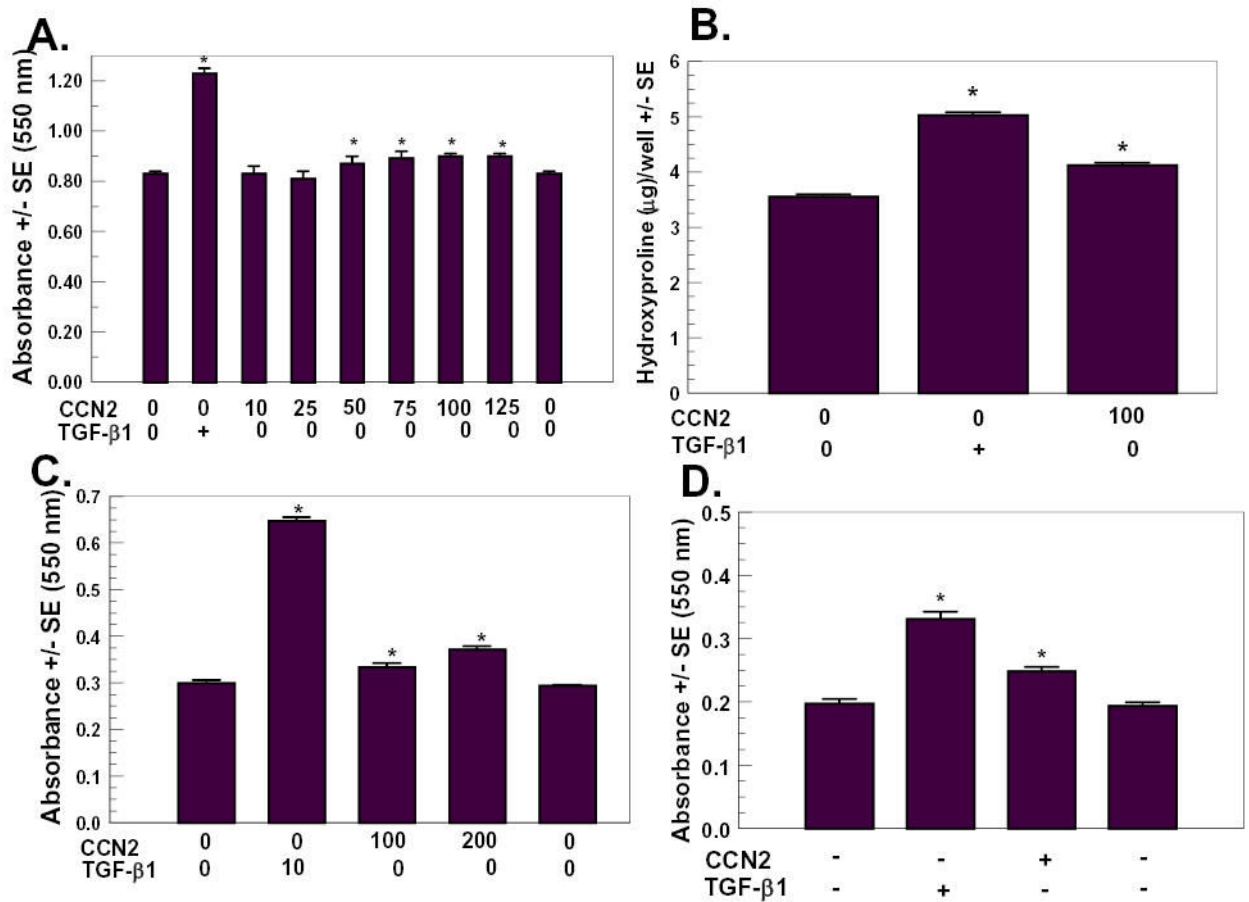 A.
Absorbance +/- SE (550 nm)
1.20
1.00
0.80
0.60
0.40
0.20
0.00
* * * * *
CCN2 0 0 10 25 50 75 100 125 0
TGF-β1 0 + 0 0 0 0 0 0 0
B.
Hydroxyproline (μg)/well +/- SE
6
5
4
3
2
1
0
* *
CCN2 0 0 100
TGF-β1 0 + 0
C.
Absorbance +/- SE (550 nm)
0.7
0.6
0.5
0.4
0.3
0.2
0.1
0.0
* * *
CCN2 0 0 100 200 0
TGF-β1 0 10 0 0 0
D.
Absorbance +/- SE (550 nm)
0.5
0.4
0.3
0.2
0.1
0.0
* *
CCN2 - - + -
TGF-β1 - + - -